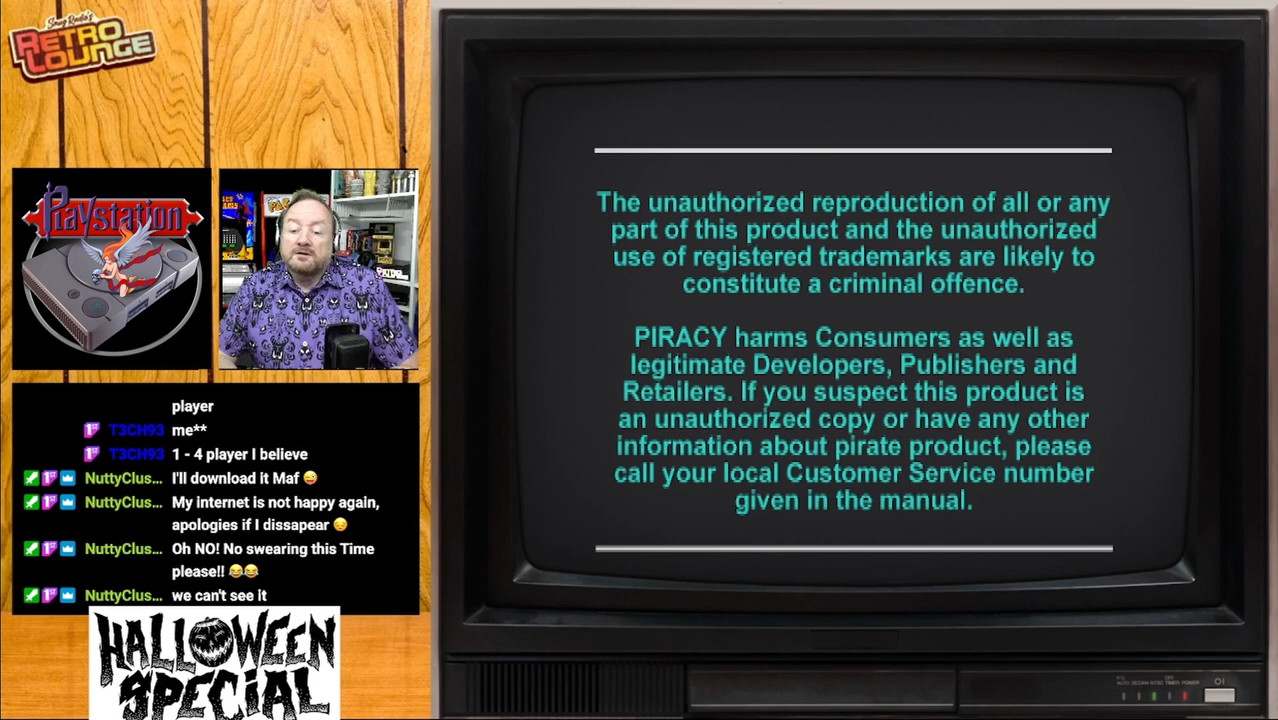 Smug Rude's
RETRO
LOUNGE
Playstation
player
T3CH93 me**
T3CH93 1 - 4 player I believe
NuttyClus... I'll download it Maf 😜
NuttyClus... My internet is not happy again,
apologies if I dissapear 😔
NuttyClus... Oh NO! No swearing this Time
please!! 😂😂
NuttyClus... we can't see it
HALLOWEEN
SPECIAL
The unauthorized reproduction of all or any
part of this product and the unauthorized
use of registered trademarks are likely to
constitute a criminal offence.
PIRACY harms Consumers as well as
legitimate Developers, Publishers and
Retailers. If you suspect this product is
an unauthorized copy or have any other
information about pirate product, please
call your local Customer Service number
given in the manual.